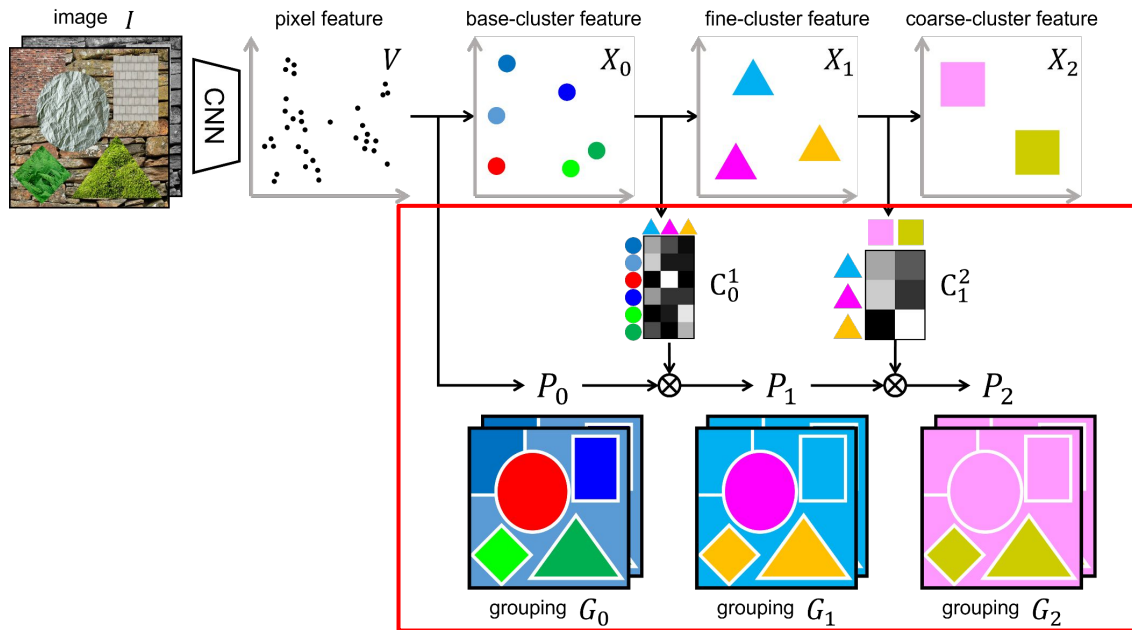 image I
pixel feature
base-cluster feature
fine-cluster feature
coarse-cluster feature
CNN
V
X₀
X₁
X₂
C₀¹
C₁²
P₀
P₁
P₂
grouping G₀
grouping G₁
grouping G₂